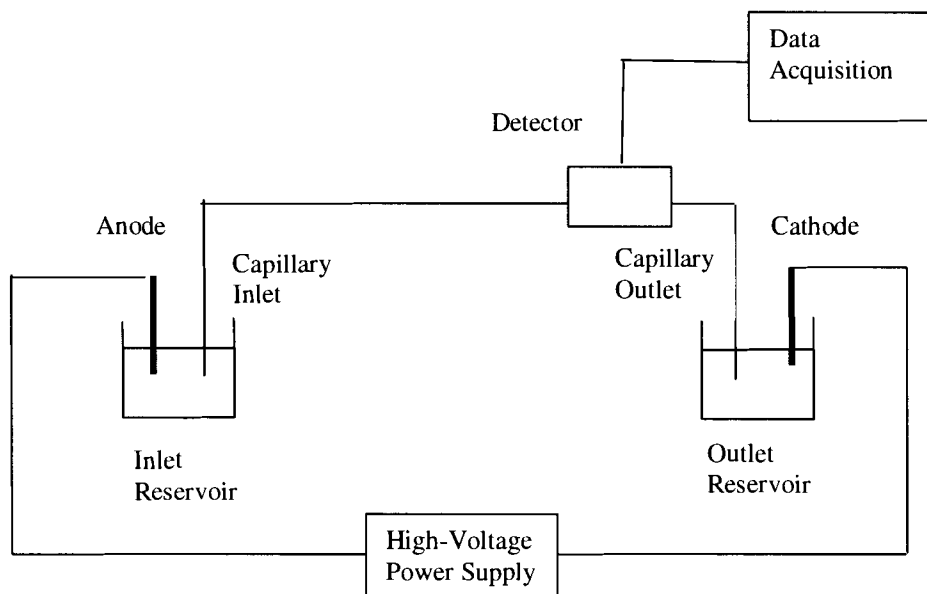 Data
Acquisition
Detector
Anode
Cathode
Capillary
Inlet
Capillary
Outlet
Inlet
Reservoir
Outlet
Reservoir
High-Voltage
Power Supply